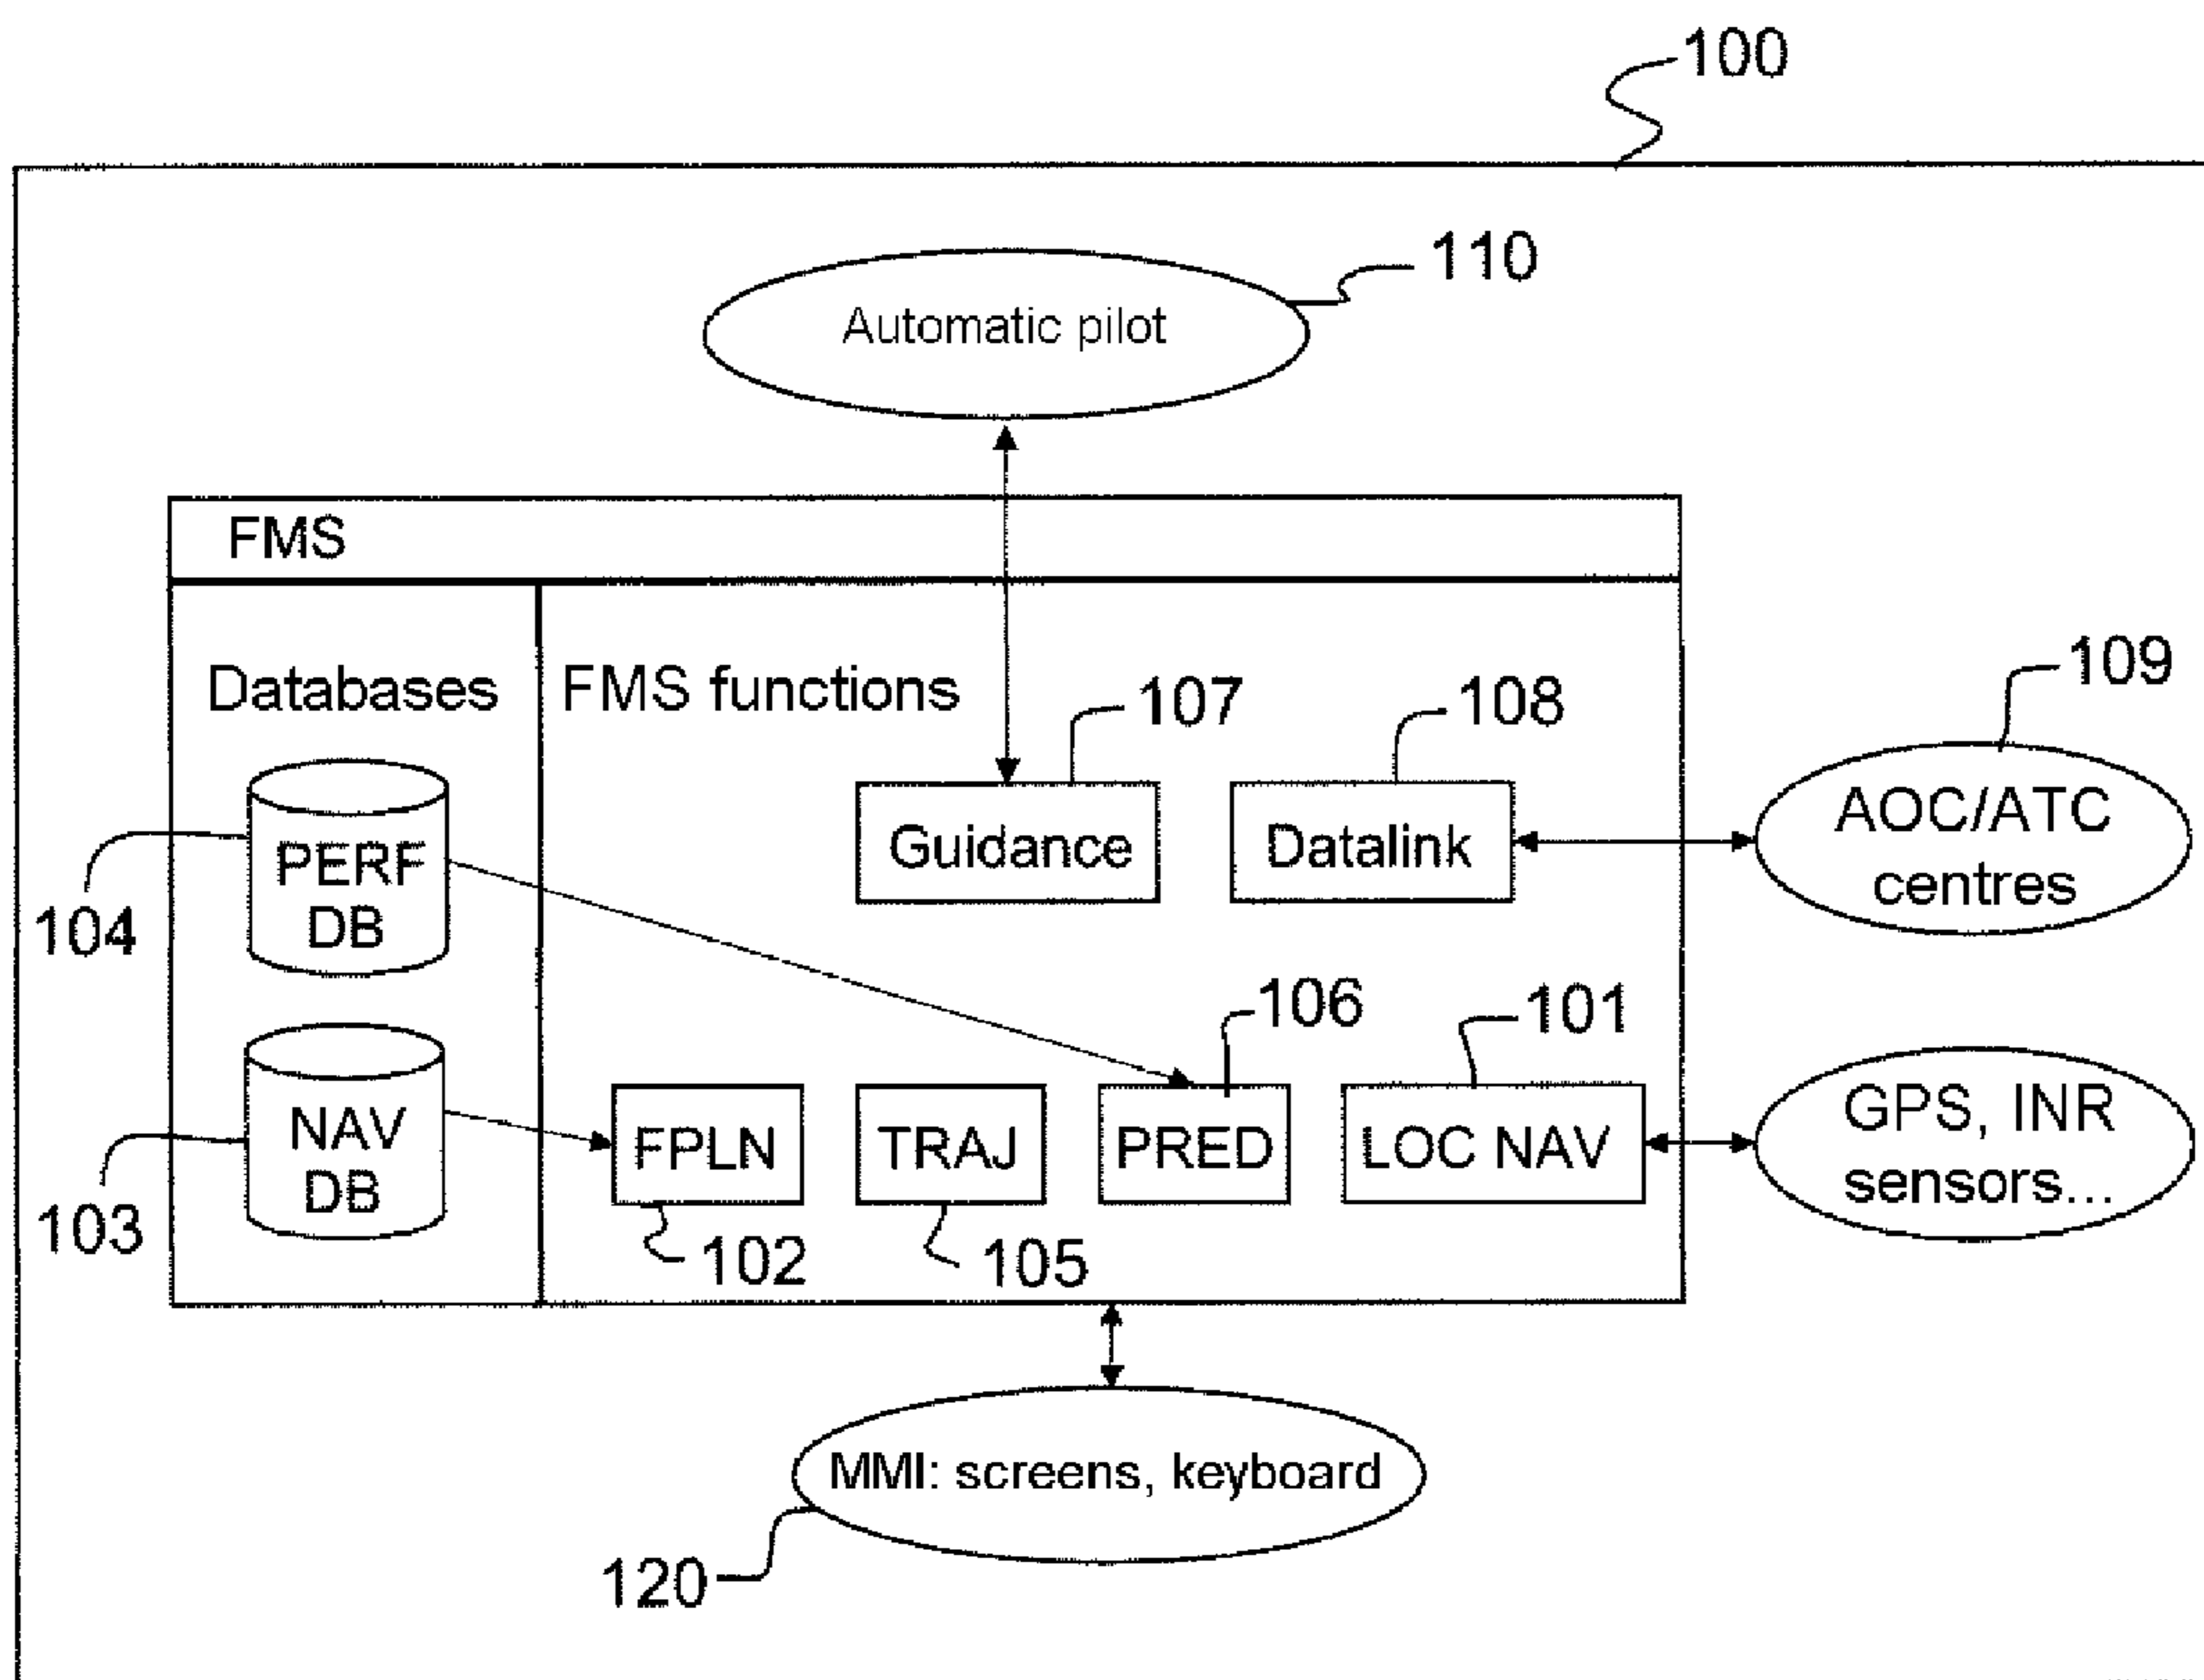 100
110
Automatic pilot
FMS
Databases
FMS functions
107
108
109
PERF
DB
104
Guidance
Datalink
AOC/ATC
centres
106
101
NAV
DB
103
FPLN
TRAJ
PRED
LOC NAV
GPS, INR
sensors...
102
105
MMI: screens, keyboard
120